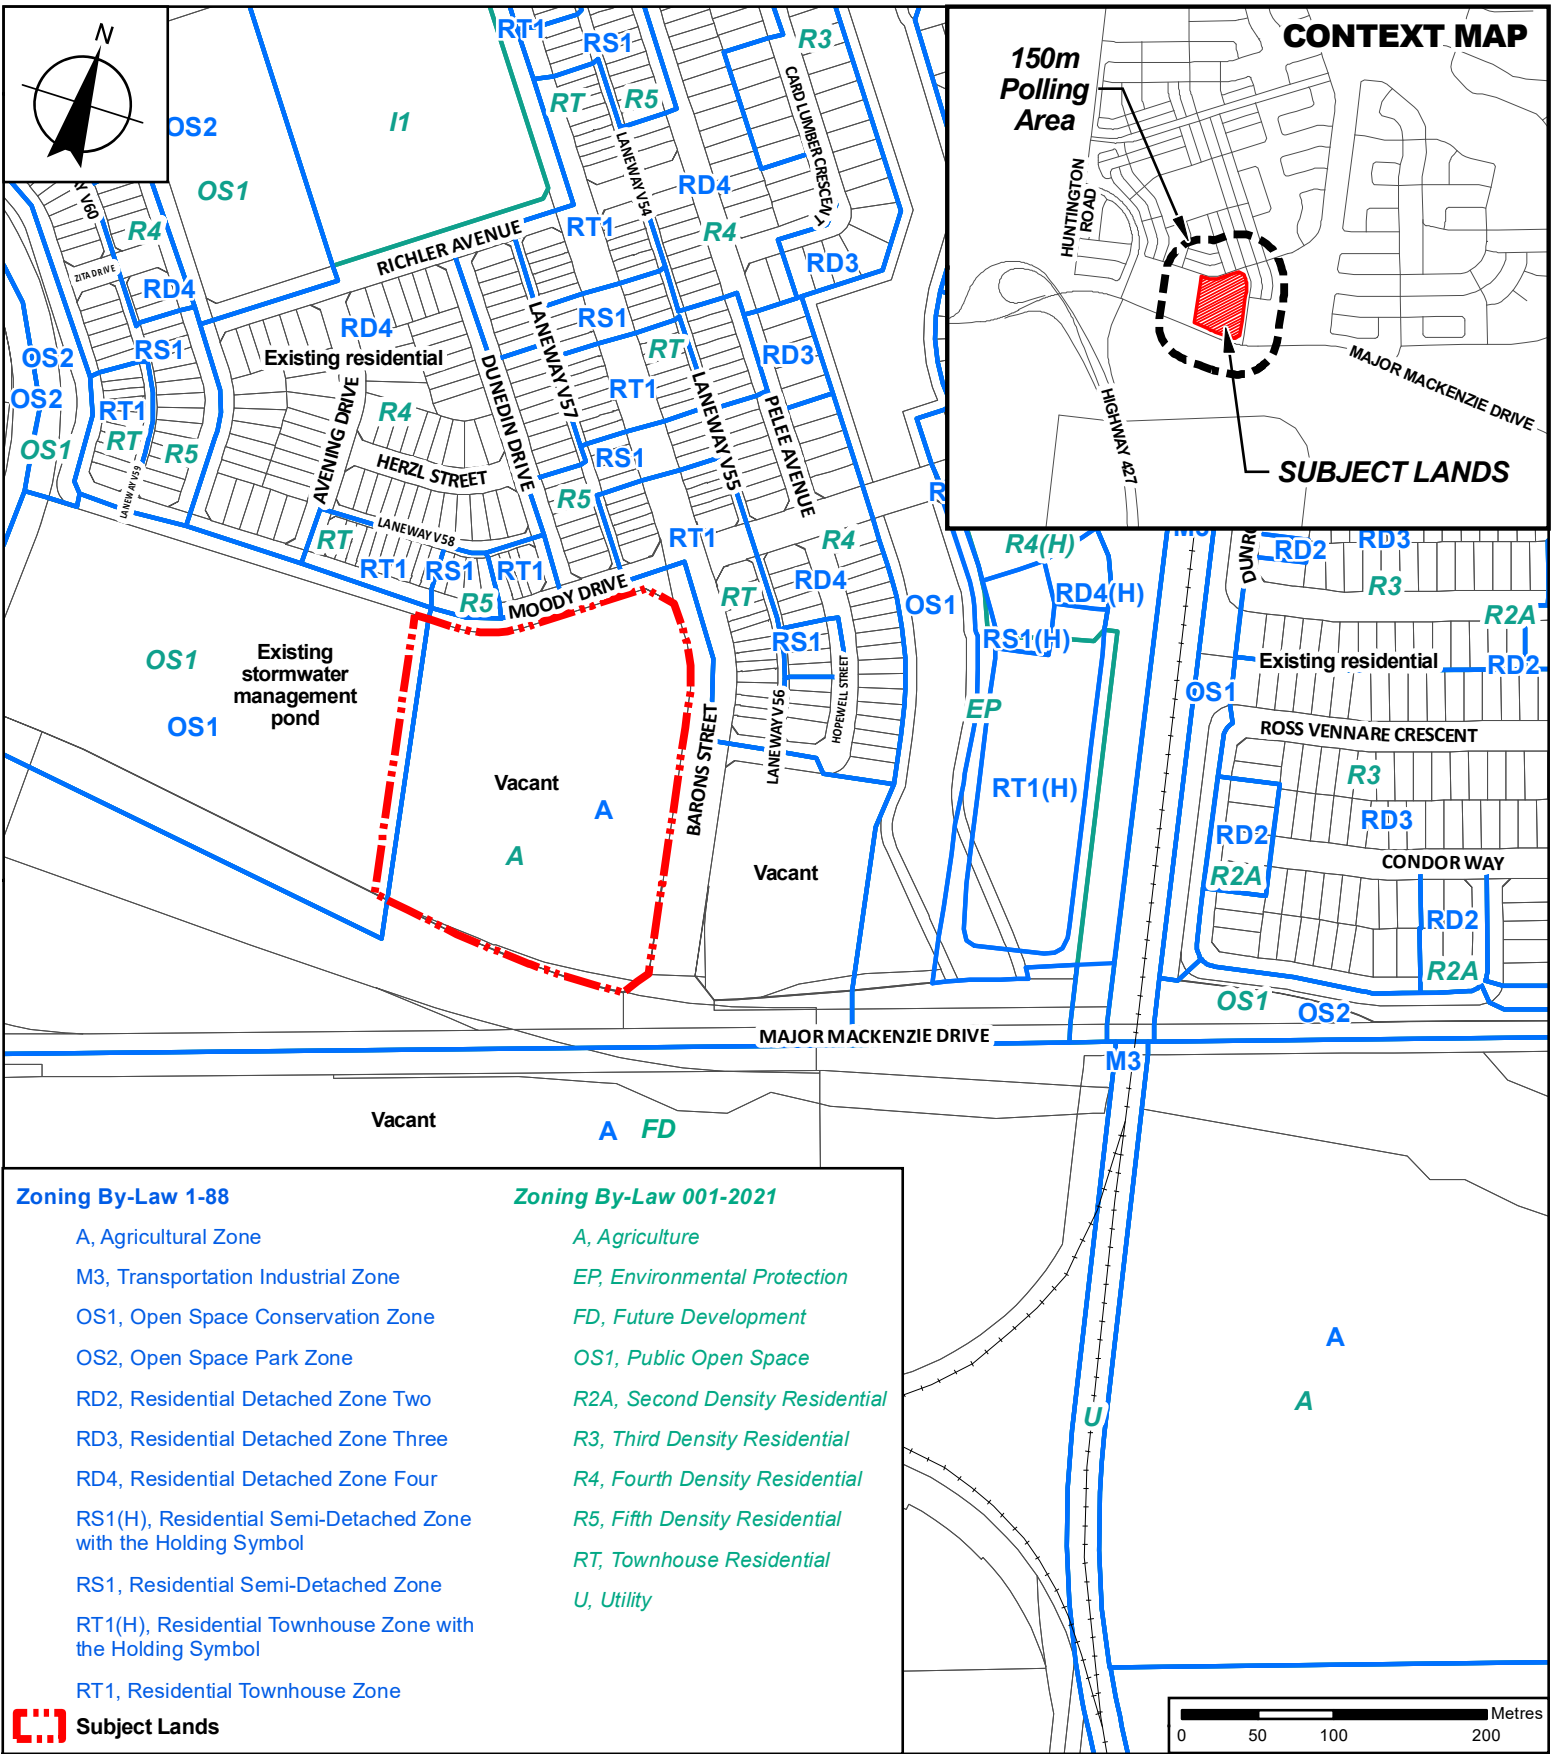 N
CONTEXT MAP
150m
Polling
Area
HUNTINGTON
ROAD
HIGHWAY 427
MAJOR MACKENZIE DRIVE
SUBJECT LANDS
RT1
RS1
R3
CARD LUMBER CRESCENT
OS2
I1
RT
R5
OS1
LANEWAY V54
RD4
R4
V60
R4
RICHLER AVENUE
RT1
RD3
ZITA DRIVE
RD4
RD4
LANEWAY V57
RS1
Existing residential
OS2
RS1
RT
RD3
OS2
RT1
AVENING DRIVE
R4
DUNEDIN DRIVE
RT1
LANEWAY V55
PELEE AVENUE
OS1
RT
R5
HERZL STREET
RS1
LANEWAY V59
R5
LANEWAY V58
RT
RT1
RS1
RT1
R5
MOODY DRIVE
RT1
R4
RD4
RT
OS1
R4(H)
RD4(H)
RS1(H)
M3
RD2
RD3
R3
R2A
RD2
Existing residential
OS1
Existing
stormwater
management
pond
OS1
RS1
HOPEWELL STREET
LANEWAY V56
BARONS STREET
EP
OS1
ROSS VENNARE CRESCENT
R3
RT1(H)
RD3
RD2
R2A
CONDOR WAY
Vacant
A
A
Vacant
RD2
R2A
OS1
OS2
MAJOR MACKENZIE DRIVE
M3
Vacant
A
FD
A
A
U
Zoning By-Law 1-88
A, Agricultural Zone
M3, Transportation Industrial Zone
OS1, Open Space Conservation Zone
OS2, Open Space Park Zone
RD2, Residential Detached Zone Two
RD3, Residential Detached Zone Three
RD4, Residential Detached Zone Four
RS1(H), Residential Semi-Detached Zone
with the Holding Symbol
RS1, Residential Semi-Detached Zone
RT1(H), Residential Townhouse Zone with
the Holding Symbol
RT1, Residential Townhouse Zone
Subject Lands
Zoning By-Law 001-2021
A, Agriculture
EP, Environmental Protection
FD, Future Development
OS1, Public Open Space
R2A, Second Density Residential
R3, Third Density Residential
R4, Fourth Density Residential
R5, Fifth Density Residential
RT, Townhouse Residential
U, Utility
Metres
0 50 100 200